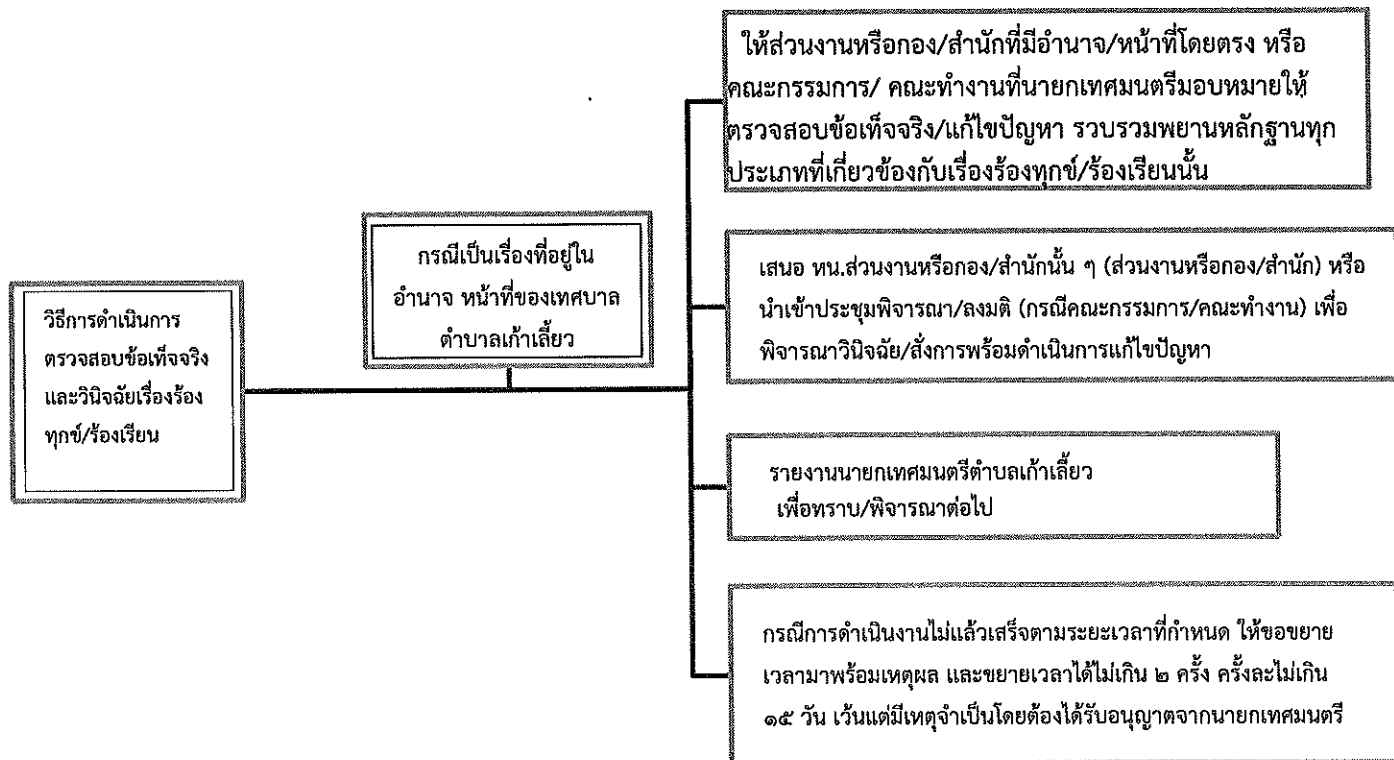 วิธีการดำเนินการ
ตรวจสอบข้อเท็จจริง
และวินิจฉัยเรื่องร้อง
ทุกข์/ร้องเรียน
กรณีเป็นเรื่องที่อยู่ใน
อำนาจ หน้าที่ของเทศบาล
ตำบาลเก้าเลี้ยว
ให้ส่วนงานหรือกอง/สำนักที่มีอำนาจ/หน้าที่โดยตรง หรือ
คณะกรรมการ/ คณะทำงานที่นายกเทศมนตรีมอบหมายให้
ตรวจสอบข้อเท็จจริง/แก้ไขปัญหา รวบรวมพยานหลักฐานทุก
ประเภทที่เกี่ยวข้องกับเรื่องร้องทุกข์/ร้องเรียนนั้น
เสนอ หน.ส่วนงานหรือกอง/สำนักนั้น ๆ (ส่วนงานหรือกอง/สำนัก) หรือ
นำเข้าประชุมพิจารณา/ลงมติ (กรณีคณะกรรมการ/คณะทำงาน) เพื่อ
พิจารณาวินิจฉัย/สั่งการพร้อมดำเนินการแก้ไขปัญหา
รายงานนายกเทศมนตรีตำบลเก้าเลี้ยว
เพื่อทราบ/พิจารณาต่อไป
กรณีการดำเนินงานไม่แล้วเสร็จตามระยะเวลาที่กำหนด ให้ขอขยาย
เวลามาพร้อมเหตุผล และขยายเวลาได้ไม่เกิน ๒ ครั้ง ครั้งละไม่เกิน
๑๕ วัน เว้นแต่มีเหตุจำเป็นโดยต้องได้รับอนุญาตจากนายกเทศมนตรี